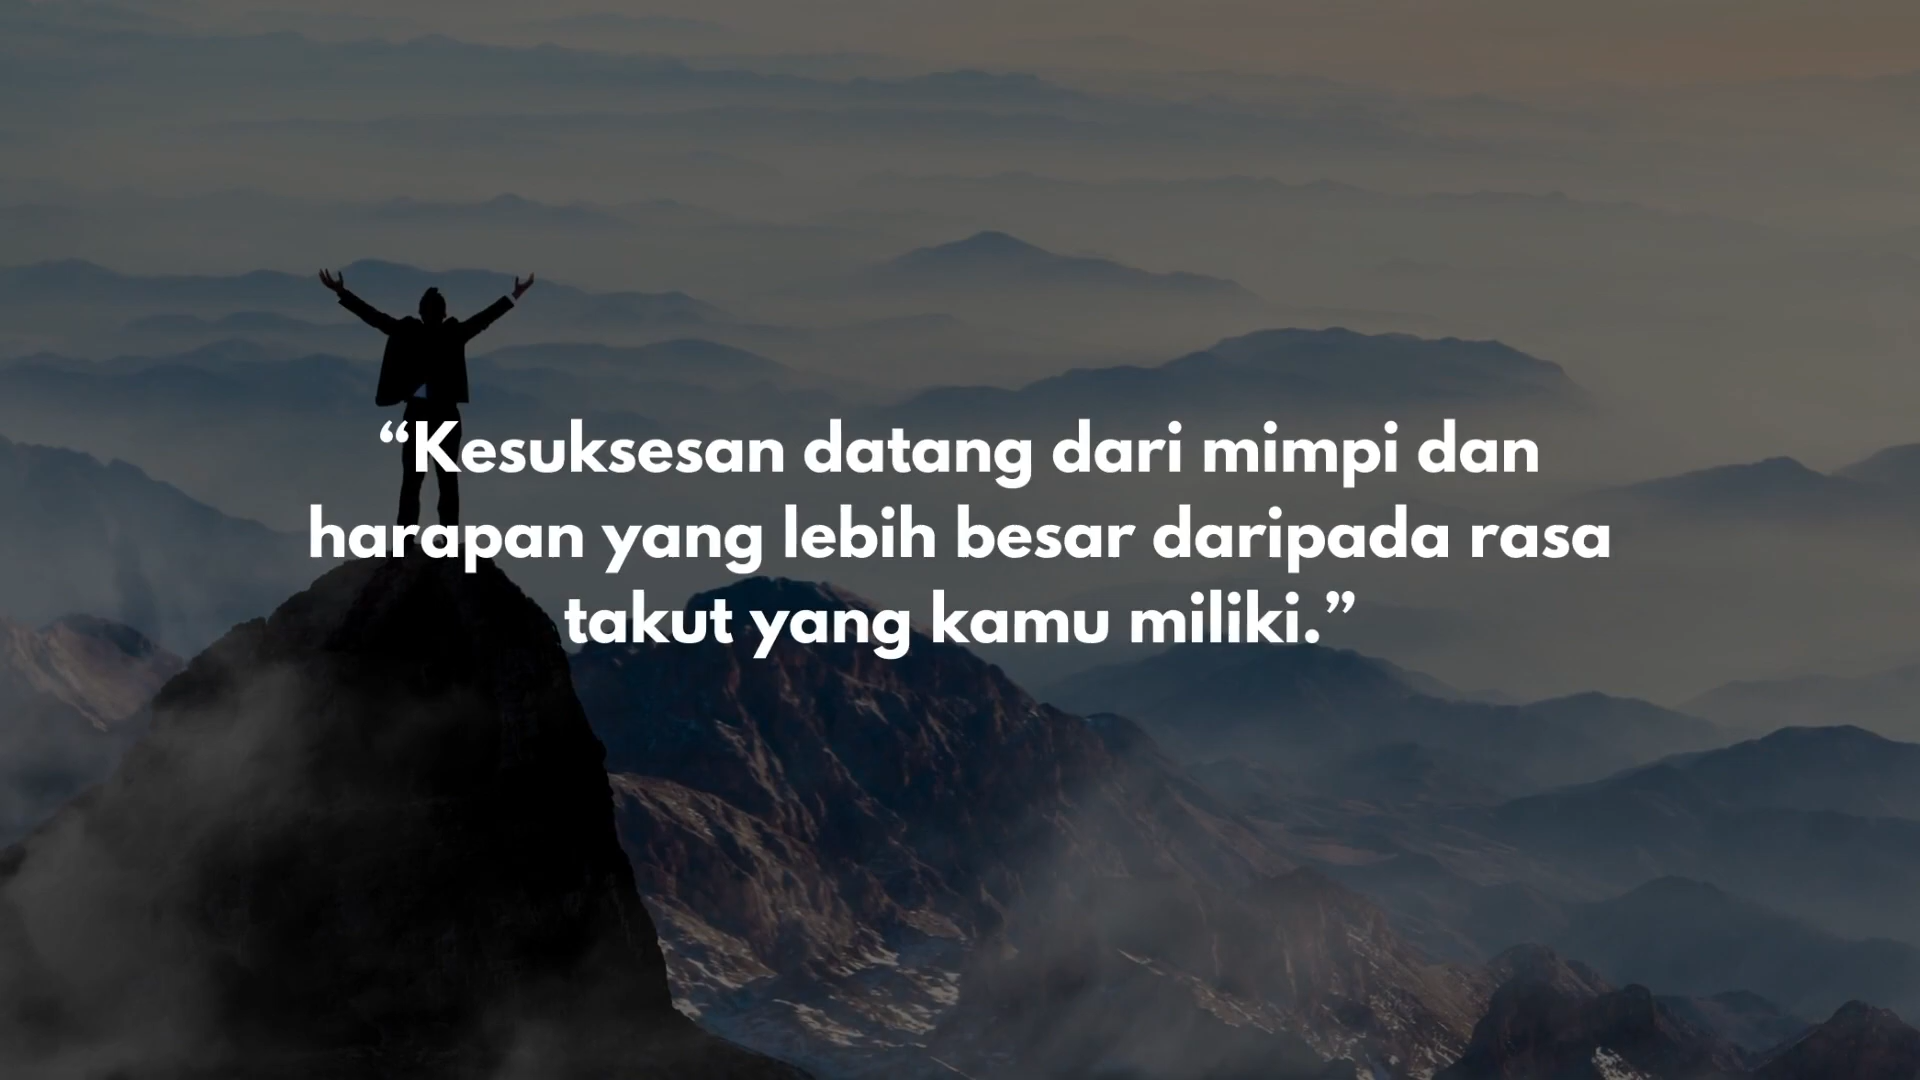 “Kesuksesan datang dari mimpi dan
harapan yang lebih besar daripada rasa
takut yang kamu miliki.”